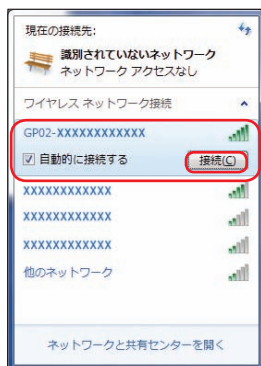 現在の接続先:
識別されていないネットワーク
ネットワーク アクセスなし
ワイヤレス ネットワーク接続
GP02-XXXXXXXXXXXX
自動的に接続する
接続(C)
XXXXXXXXXXXX
XXXXXXXXXXXX
XXXXXXXXXXXX
他のネットワーク
ネットワークと共有センターを開く